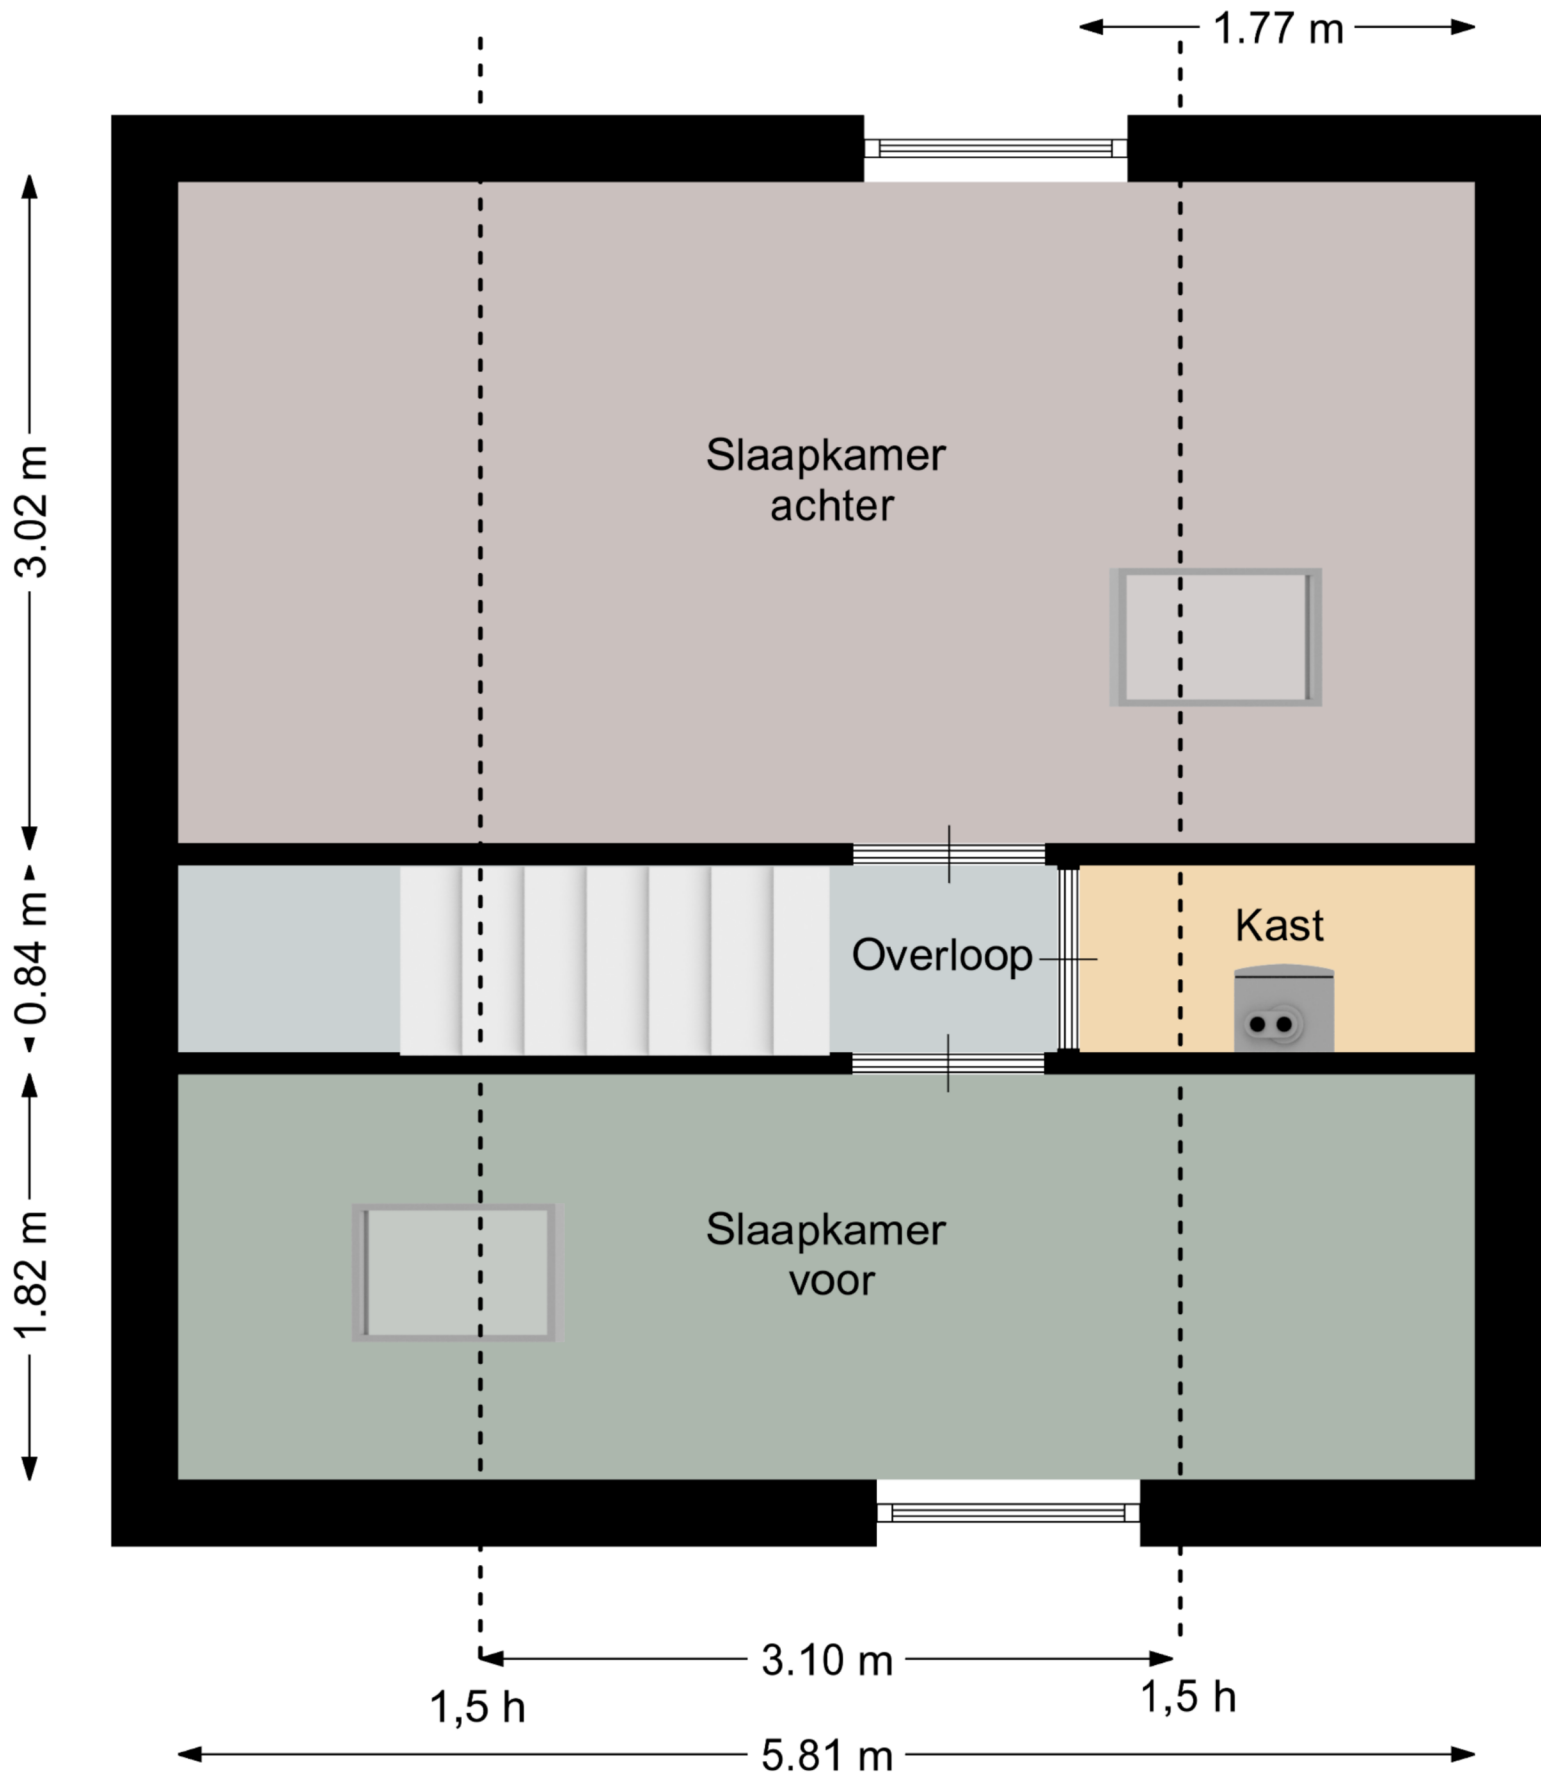 1.77 m
3.02 m
Slaapkamer
achter
0.84 m
Overloop
Kast
1.82 m
Slaapkamer
voor
3.10 m
1,5 h
1,5 h
5.81 m